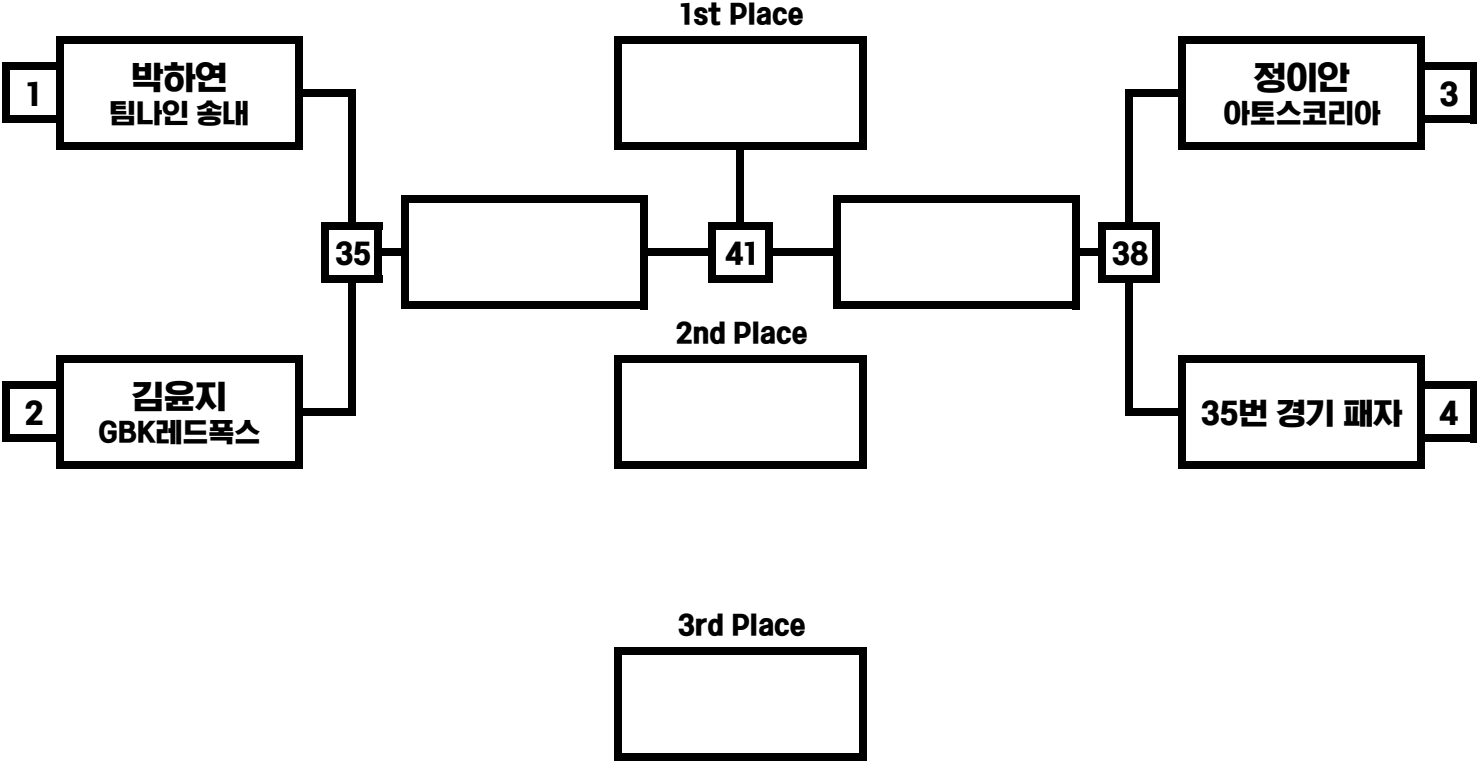 1st Place
1
박하연
팀나인 송내
정이안
아토스코리아
3
35
41
38
2nd Place
2
김윤지
GBK레드폭스
35번 경기 패자
4
3rd Place